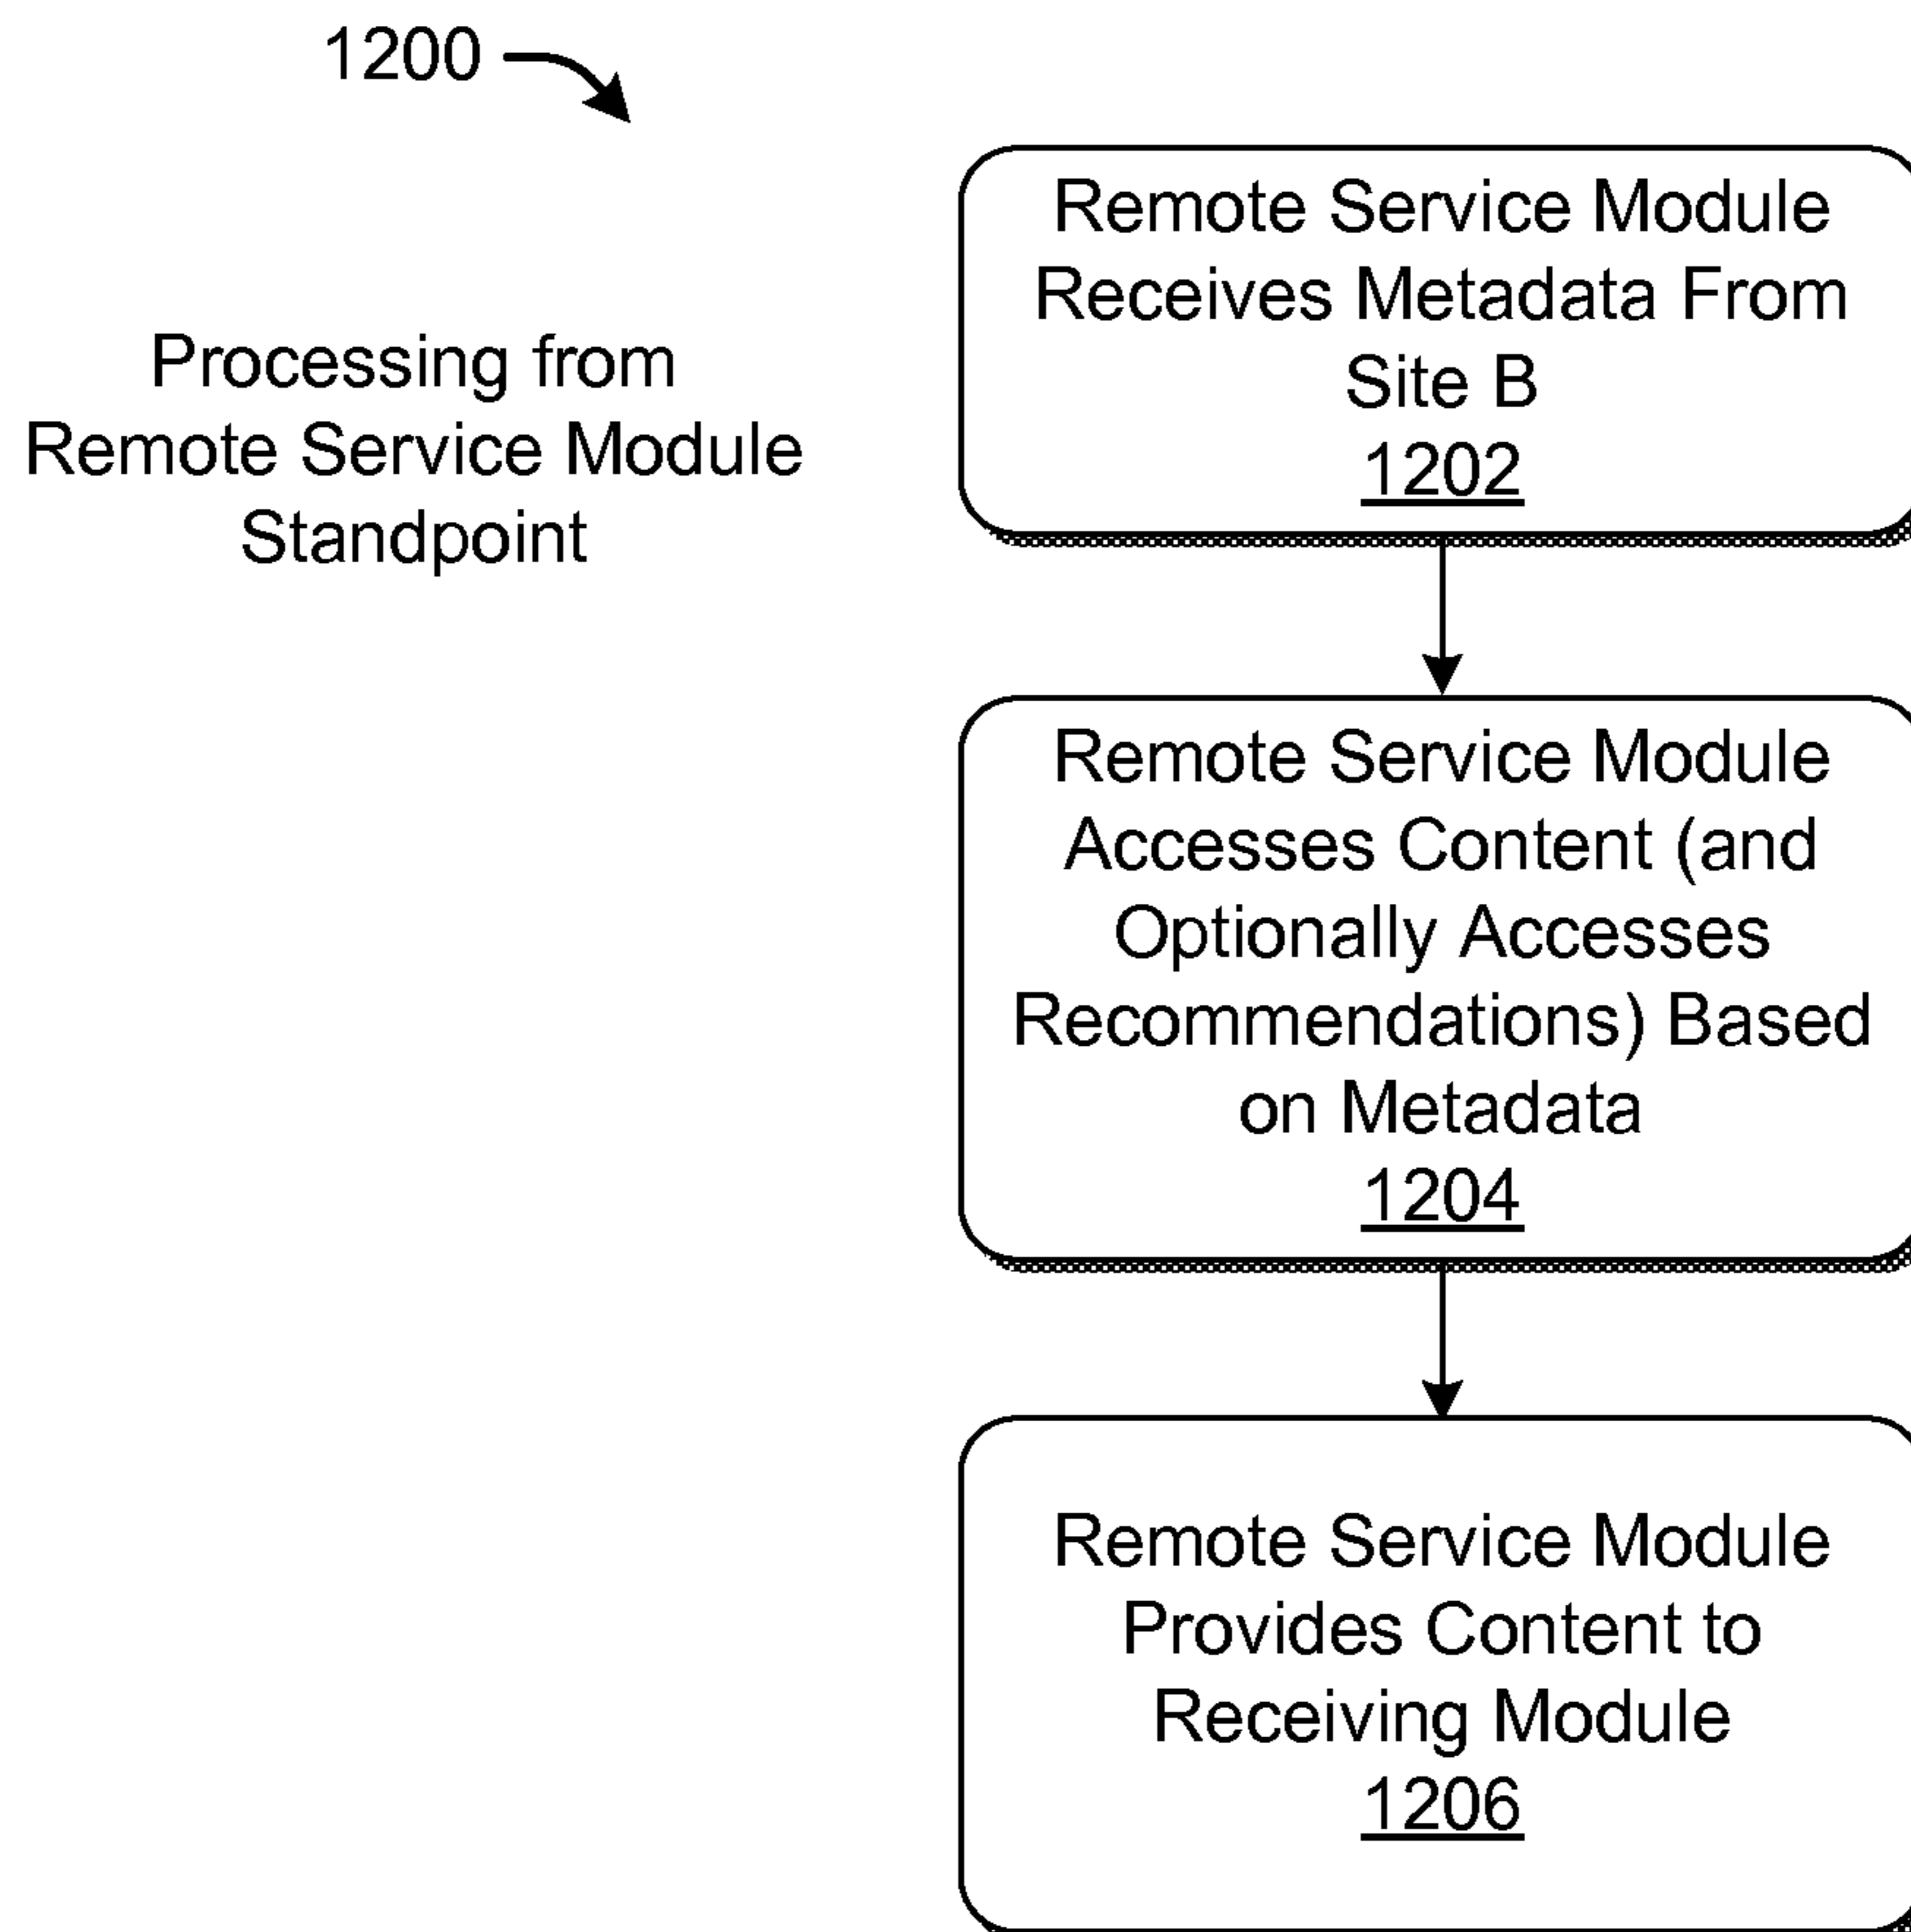 1200
Processing from
Remote Service Module
Standpoint
Remote Service Module
Receives Metadata From
Site B
1202
Remote Service Module
Accesses Content (and
Optionally Accesses
Recommendations) Based
on Metadata
1204
Remote Service Module
Provides Content to
Receiving Module
1206